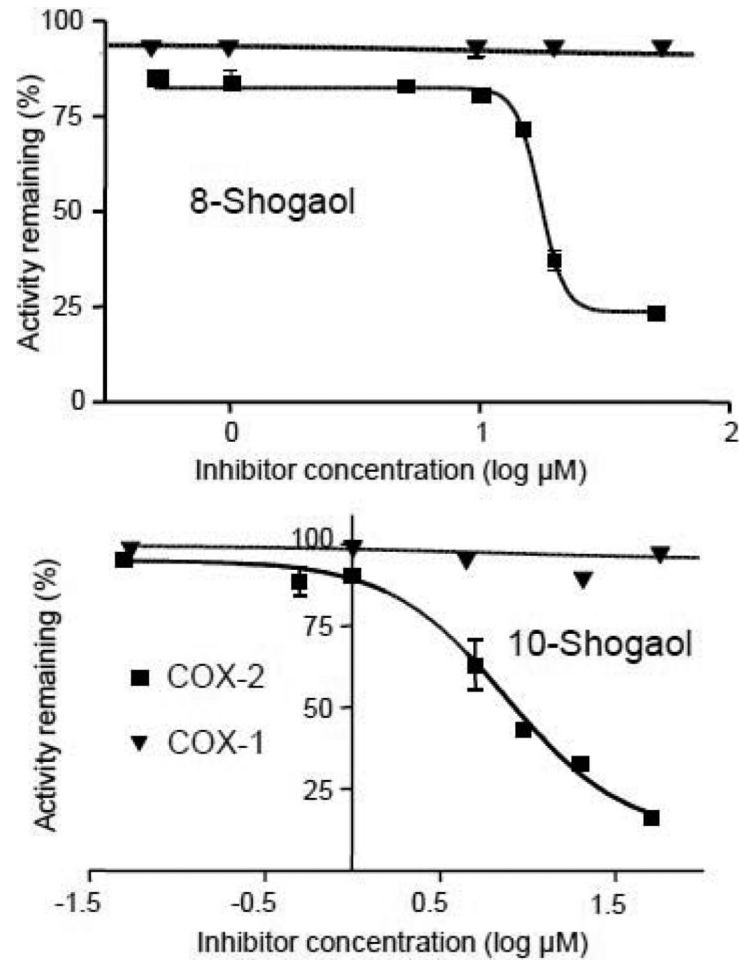 100
75
50
25
0
Activity remaining (%)
8-Shogaol
0 1 2
Inhibitor concentration (log µM)
100
75
50
25
Activity remaining (%)
10-Shogaol
COX-2
COX-1
-1.5 -0.5 0.5 1.5
Inhibitor concentration (log µM)